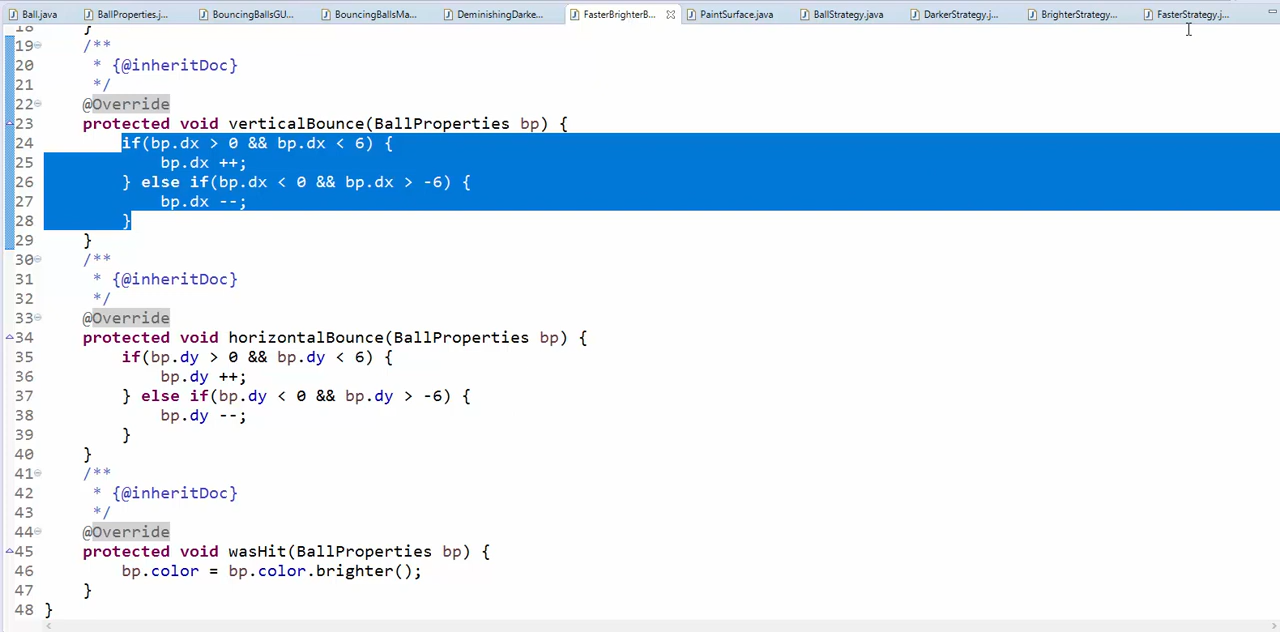 Ball.java BallProperties.j... BouncingBallsGU... BouncingBallsMa... DeminishingDarke... FasterBrighterB... PaintSurface.java BallStrategy.java DarkerStrategy.j... BrighterStrategy... FasterStrategy.j...
18 }
19 /**
20 * {@inheritDoc}
21 */
22 @Override
23 protected void verticalBounce(BallProperties bp) {
24 if(bp.dx > 0 && bp.dx < 6) {
25 bp.dx ++;
26 } else if(bp.dx < 0 && bp.dx > -6) {
27 bp.dx --;
28 }
29 }
30 /**
31 * {@inheritDoc}
32 */
33 @Override
34 protected void horizontalBounce(BallProperties bp) {
35 if(bp.dy > 0 && bp.dy < 6) {
36 bp.dy ++;
37 } else if(bp.dy < 0 && bp.dy > -6) {
38 bp.dy --;
39 }
40 }
41 /**
42 * {@inheritDoc}
43 */
44 @Override
45 protected void wasHit(BallProperties bp) {
46 bp.color = bp.color.brighter();
47 }
48 }